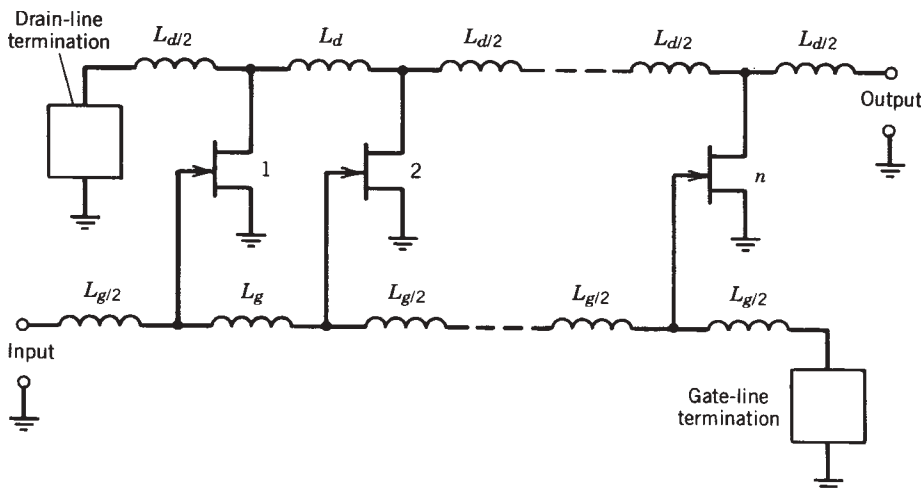 Drain-line
termination
L_{d/2}
L_d
L_{d/2}
L_{d/2}
L_{d/2}
Output
1
2
n
L_{g/2}
L_g
L_{g/2}
L_{g/2}
L_{g/2}
Input
Gate-line
termination